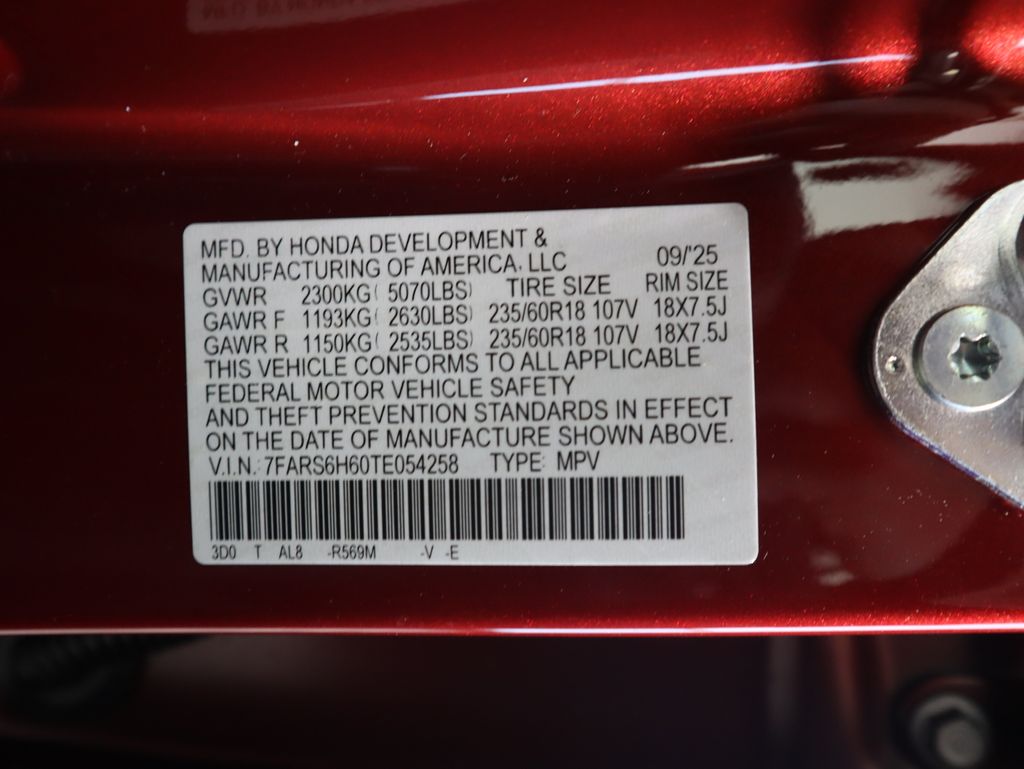 MFD. BY HONDA DEVELOPMENT &
MANUFACTURING OF AMERICA, LLC 09/'25
GVWR 2300KG( 5070LBS) TIRE SIZE RIM SIZE
GAWR F 1193KG( 2630LBS) 235/60R18 107V 18X7.5J
GAWR R 1150KG( 2535LBS) 235/60R18 107V 18X7.5J
THIS VEHICLE CONFORMS TO ALL APPLICABLE
FEDERAL MOTOR VEHICLE SAFETY
AND THEFT PREVENTION STANDARDS IN EFFECT
ON THE DATE OF MANUFACTURE SHOWN ABOVE.
V.I.N.: 7FARS6H60TE054258 TYPE: MPV
3D0 T AL8 -R569M -V -E